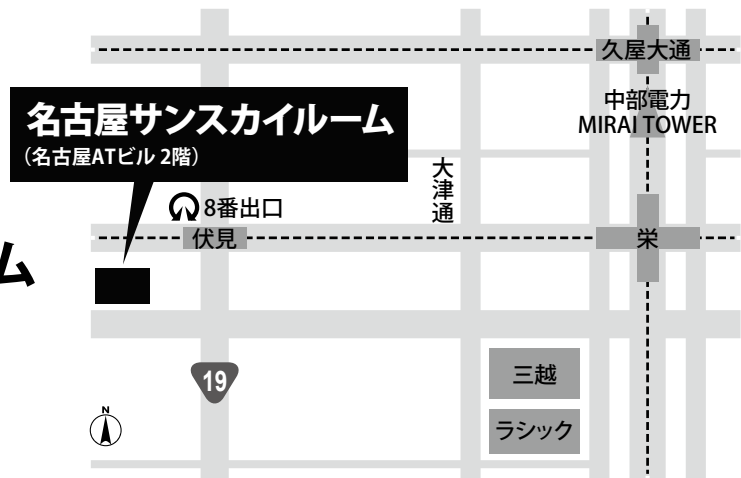 久屋大通
中部電力
MIRAI TOWER
名古屋サンスカイルーム
（名古屋ATビル 2階）
大津通
8番出口
伏見
栄
ム
19
三越
N
ラシック